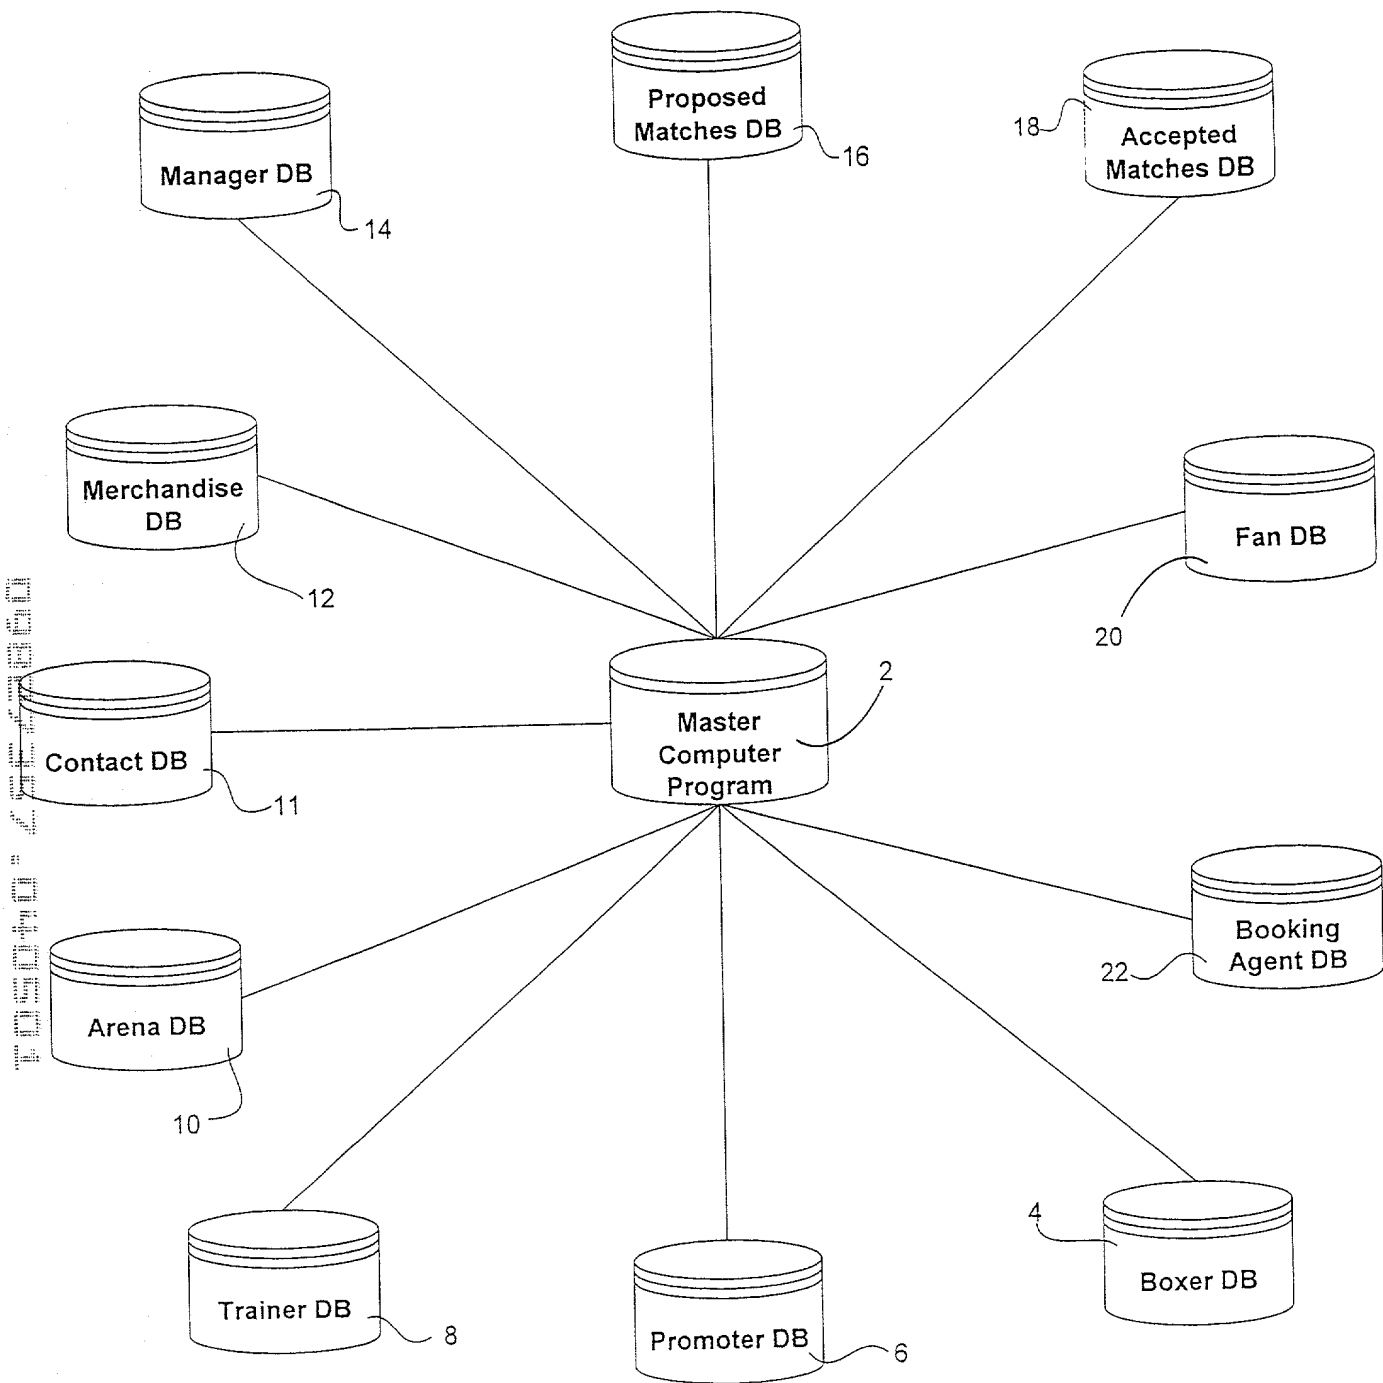 Proposed
Matches DB
16
Accepted
Matches DB
18
Manager DB
14
Merchandise
DB
12
Fan DB
20
Master
Computer
Program
2
Contact DB
11
Booking
Agent DB
22
Arena DB
10
Trainer DB
8
Promoter DB
6
Boxer DB
4